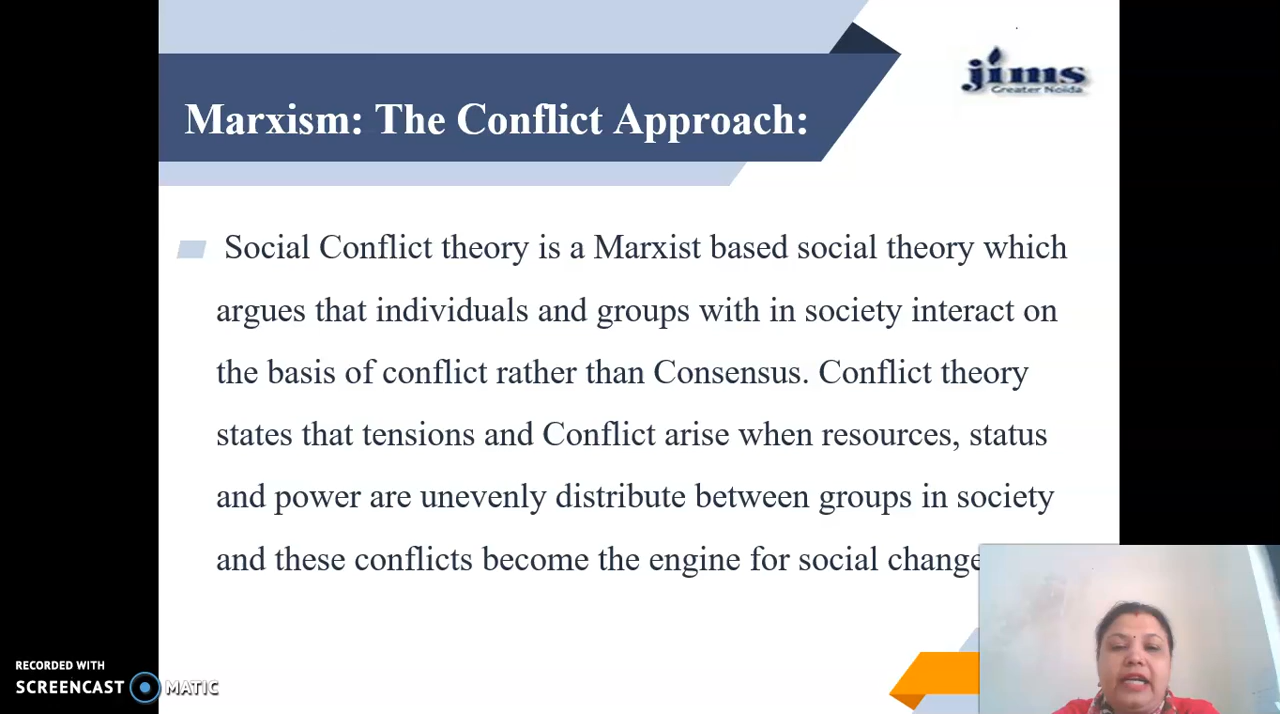 jims
Greater Noida
Marxism: The Conflict Approach:
Social Conflict theory is a Marxist based social theory which
argues that individuals and groups with in society interact on
the basis of conflict rather than Consensus. Conflict theory
states that tensions and Conflict arise when resources, status
and power are unevenly distribute between groups in society
and these conflicts become the engine for social change
RECORDED WITH
SCREENCAST MATIC